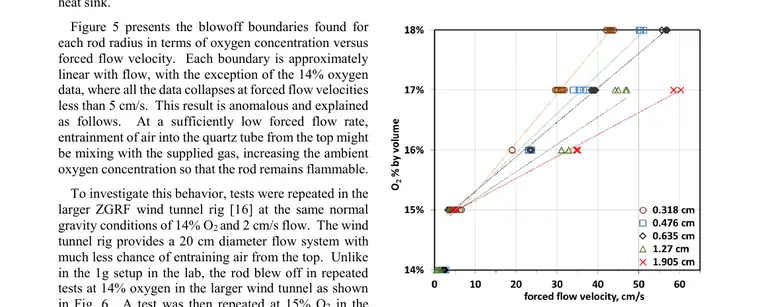 heat sink.
Figure 5 presents the blowoff boundaries found for
each rod radius in terms of oxygen concentration versus
forced flow velocity. Each boundary is approximately
linear with flow, with the exception of the 14% oxygen
data, where all the data collapses at forced flow velocities
less than 5 cm/s. This result is anomalous and explained
as follows. At a sufficiently low forced flow rate,
entrainment of air into the quartz tube from the top might
be mixing with the supplied gas, increasing the ambient
oxygen concentration so that the rod remains flammable.
To investigate this behavior, tests were repeated in the
larger ZGRF wind tunnel rig [16] at the same normal
gravity conditions of 14% O2 and 2 cm/s flow. The wind
tunnel rig provides a 20 cm diameter flow system with
much less chance of entraining air from the top. Unlike
in the 1g setup in the lab, the rod blew off in repeated
tests at 14% oxygen in the larger wind tunnel as shown
in Fig. 6. A test was then repeated at 15% O2 in the
18%
17%
16%
15%
14%
O2 % by volume
0.318 cm
0.476 cm
0.635 cm
1.27 cm
1.905 cm
0 10 20 30 40 50 60
forced flow velocity, cm/s